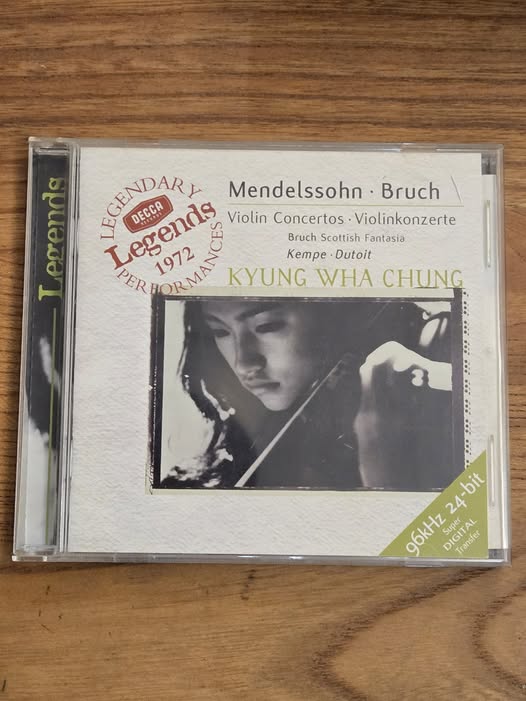 Legends
LEGENDARY
DECCA
RECORDS
Legends
1972
PERFORMANCES
Mendelssohn · Bruch
Violin Concertos · Violinkonzerte
Bruch Scottish Fantasia
Kempe · Dutoit
KYUNG WHA CHUNG
96kHz 24-bit
Super
DIGITAL
Transfer